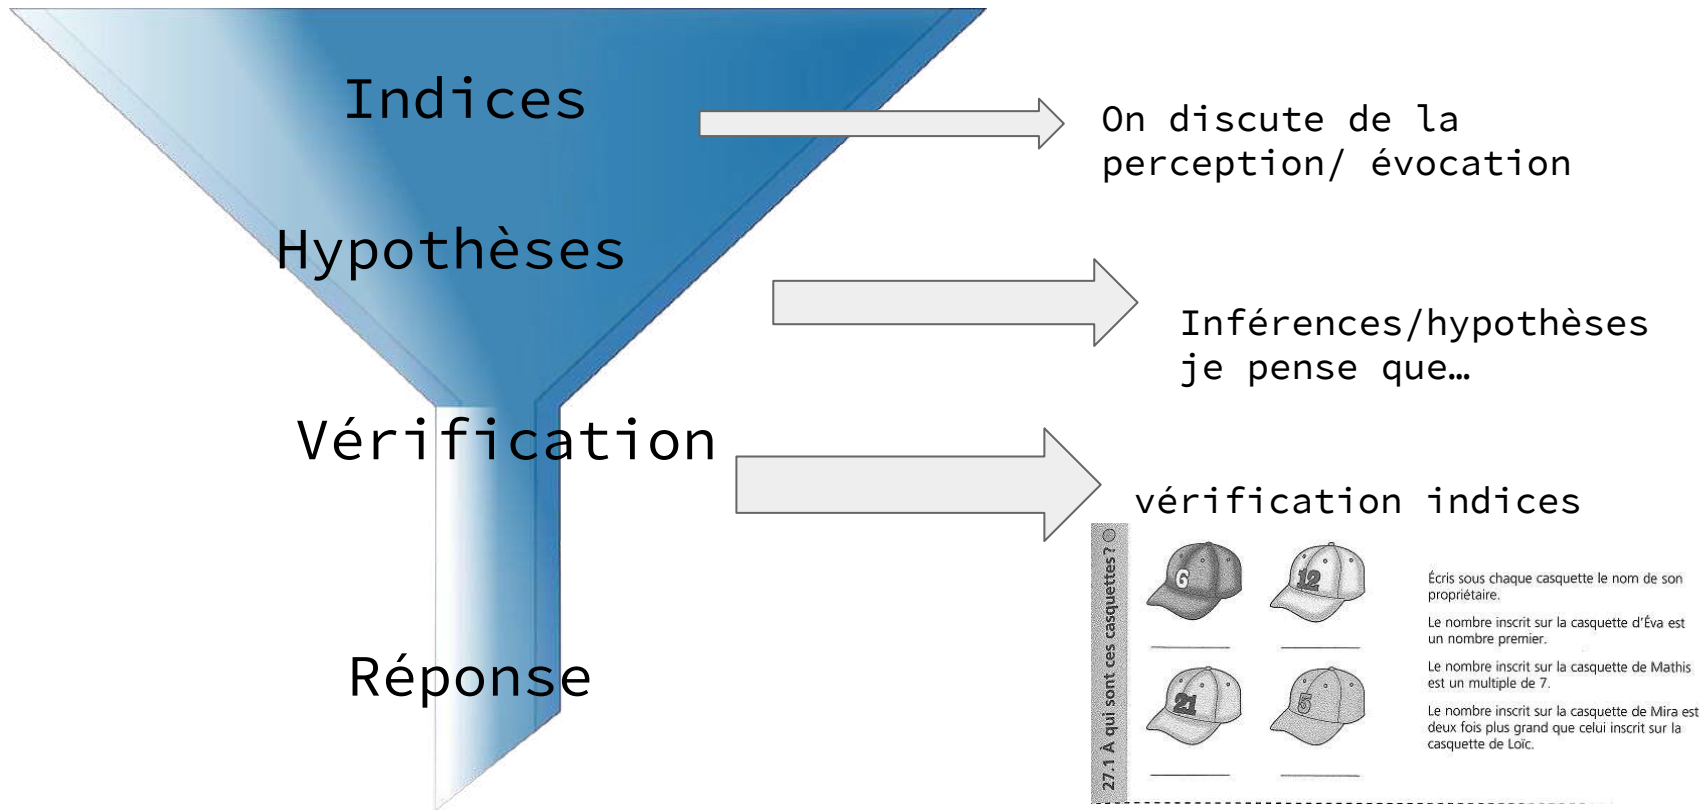 Indices
On discute de la
perception/ évocation
Hypothèses
Inférences/hypothèses
je pense que…
Vérification
vérification indices
Réponse
27.1 À qui sont ces casquettes?
6
12
21
5
Écris sous chaque casquette le nom de son
propriétaire.
Le nombre inscrit sur la casquette d'Éva est
un nombre premier.
Le nombre inscrit sur la casquette de Mathis
est un multiple de 7.
Le nombre inscrit sur la casquette de Mira est
deux fois plus grand que celui inscrit sur la
casquette de Loïc.